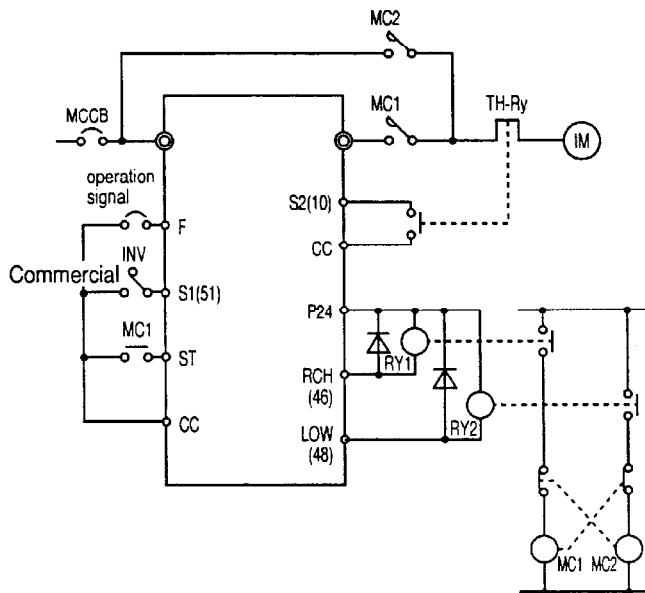 MC2
MCCB
MC1
TH-Ry
IM
operation
signal
S2(10)
F
CC
INV
Commercial
S1(51)
P24
MC1
ST
RY1
RCH
(46)
CC
RY2
LOW
(48)
MC1
MC2